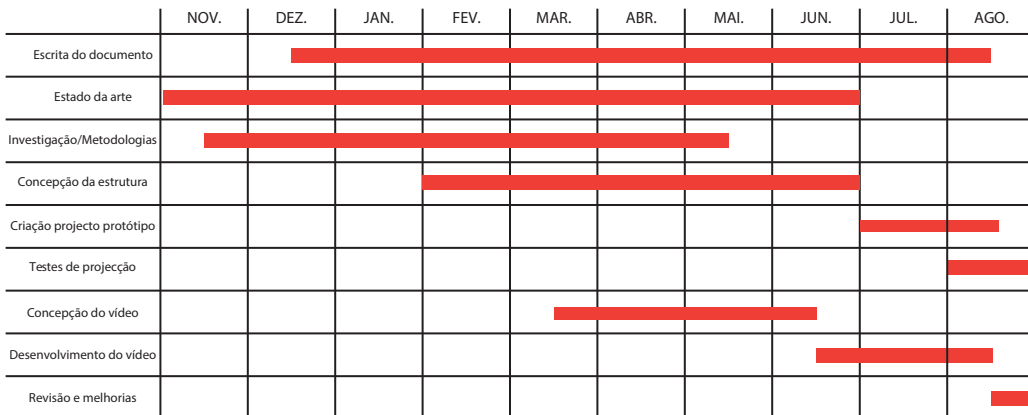 NOV. DEZ. JAN. FEV. MAR. ABR. MAI. JUN. JUL. AGO.
Escrita do documento
Estado da arte
Investigação/Metodologias
Concepção da estrutura
Criação projecto protótipo
Testes de projecção
Concepção do vídeo
Desenvolvimento do vídeo
Revisão e melhorias